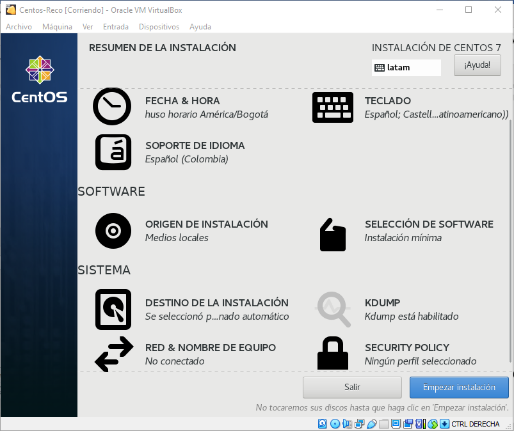 Centos-Reco [Corriendo] - Oracle VM VirtualBox
Archivo Máquina Ver Entrada Dispositivos Ayuda
RESUMEN DE LA INSTALACIÓN
INSTALACIÓN DE CENTOS 7
latam
¡Ayuda!
CentOS
FECHA & HORA
huso horario América/Bogotá
TECLADO
Español; Castell...atinoamericano))
SOPORTE DE IDIOMA
Español (Colombia)
SOFTWARE
ORIGEN DE INSTALACIÓN
Medios locales
SELECCIÓN DE SOFTWARE
Instalación mínima
SISTEMA
DESTINO DE LA INSTALACIÓN
Se seleccionó p...nado automático
KDUMP
Kdump está habilitado
RED & NOMBRE DE EQUIPO
No conectado
SECURITY POLICY
Ningún perfil seleccionado
Salir
Empezar instalación
No tocaremos sus discos hasta que haga clic en 'Empezar instalación'.
CTRL DERECHA